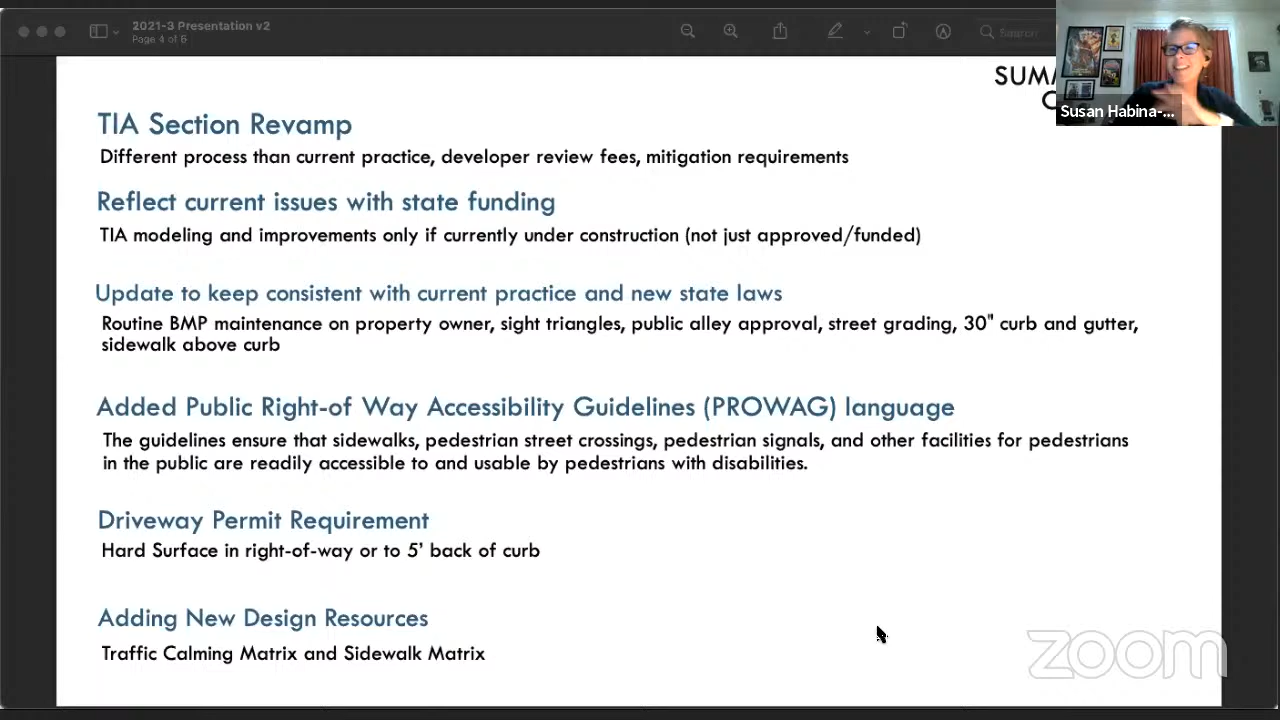 2021-3 Presentation v2
Page 4 of 6
Search
Susan Habina-...
TIA Section Revamp
Different process than current practice, developer review fees, mitigation requirements
Reflect current issues with state funding
TIA modeling and improvements only if currently under construction (not just approved/funded)
Update to keep consistent with current practice and new state laws
Routine BMP maintenance on property owner, sight triangles, public alley approval, street grading, 30" curb and gutter,
sidewalk above curb
Added Public Right-of Way Accessibility Guidelines (PROWAG) language
The guidelines ensure that sidewalks, pedestrian street crossings, pedestrian signals, and other facilities for pedestrians
in the public are readily accessible to and usable by pedestrians with disabilities.
Driveway Permit Requirement
Hard Surface in right-of-way or to 5' back of curb
Adding New Design Resources
Traffic Calming Matrix and Sidewalk Matrix
zoom